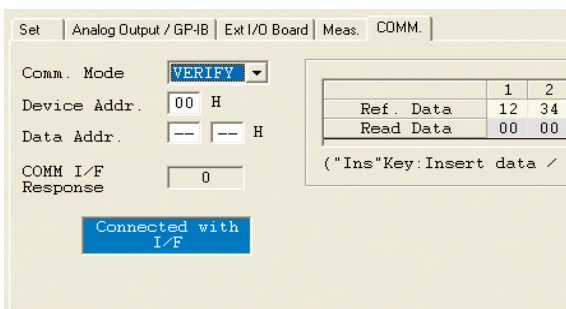 Set Analog Output / GP-IB Ext I/O Board Meas. COMM.
Comm. Mode VERIFY
Device Addr. 00 H
Data Addr. -- -- H
COMM I/F
Response 0
Connected with
I/F
1 2
Ref. Data 12 34
Read Data 00 00
("Ins"Key:Insert data /